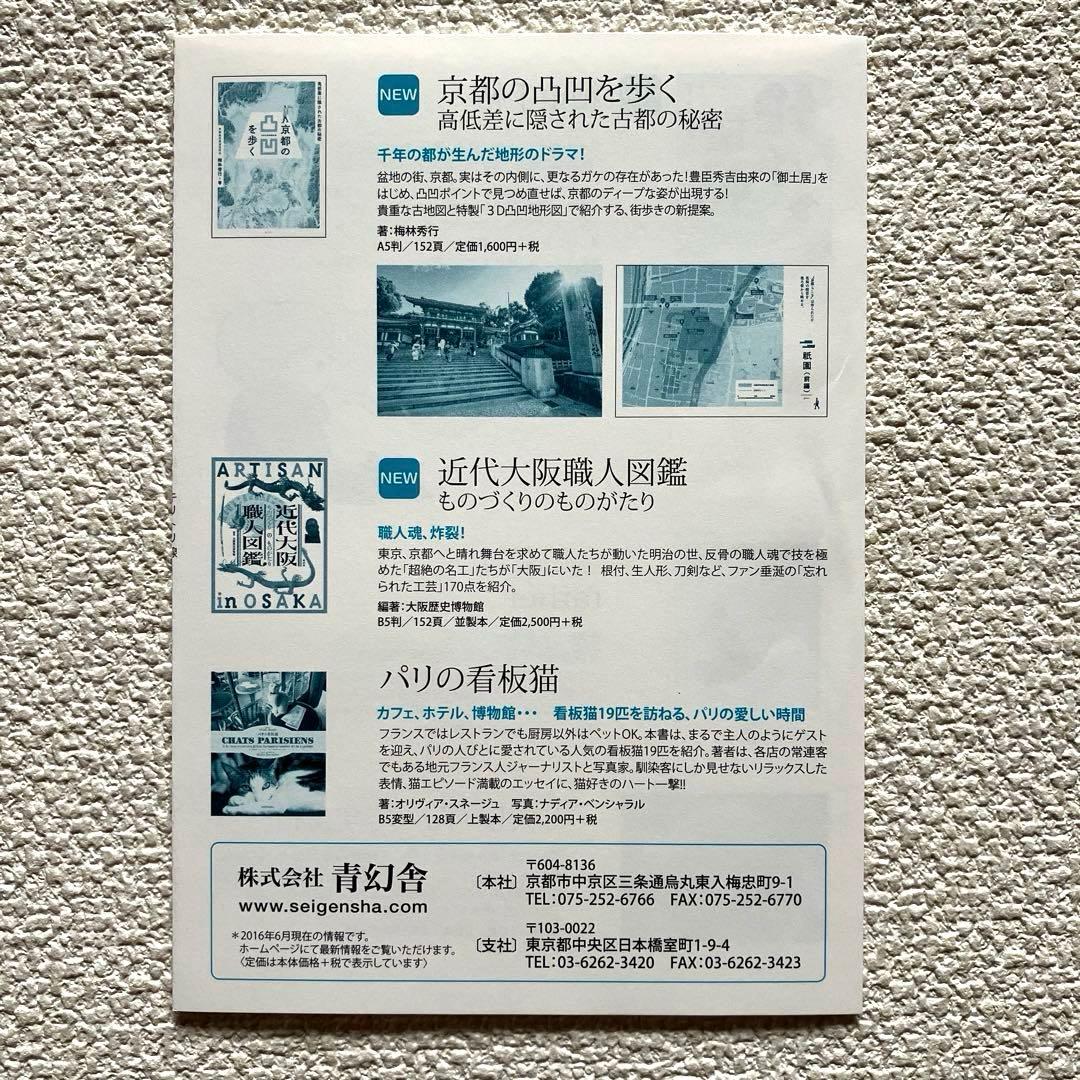 NEW
京都の凸凹を歩く
高低差に隠された古都の秘密
千年の都が生んだ地形のドラマ!
盆地の街、京都。実はその内側に、更なるガケの存在があった!豊臣秀吉由来の「御土居」を
はじめ、凸凹ポイントで見つめ直せば、京都のディープな姿が出現する!
貴重な古地図と特製「3D凸凹地形図」で紹介する、街歩きの新提案。
著:梅林秀行
A5判/152頁/定価1,600円+税
京都の
凸凹
を歩く
高低差に隠された古都の秘密
祇園(前編)
NEW
近代大阪職人図鑑
ものづくりのものがたり
職人魂、炸裂!
東京、京都へと晴れ舞台を求めて職人たちが動いた明治の世、反骨の職人魂で技を極
めた「超絶の名工」たちが「大阪」にいた! 根付、生人形、刀剣など、ファン垂涎の「忘れ
られた工芸」170点を紹介。
編著:大阪歴史博物館
B5判/152頁/並製本/定価2,500円+税
ARTISAN
近代大阪
職人図鑑
in OSAKA
パリの看板猫
カフェ、ホテル、博物館・・・ 看板猫19匹を訪ねる、パリの愛しい時間
フランスではレストランでも厨房以外はペットOK。本書は、まるで主人のようにゲスト
を迎え、パリの人びとに愛されている人気の看板猫19匹を紹介。著者は、各店の常連客
でもある地元フランス人ジャーナリストと写真家。馴染客にしか見せないリラックスした
表情、猫エピソード満載のエッセイに、猫好きのハート一撃!!
著:オリヴィア・スネージュ 写真:ナディア・ベンシャラル
B5変型/128頁/上製本/定価2,200円+税
パリの看板猫
CHATS PARISIENS
株式会社 青幻舎
www.seigensha.com
*2016年6月現在の情報です。
ホームページにて最新情報をご覧いただけます。
〈定価は本体価格+税で表示しています〉
〒604-8136
〔本社〕京都市中京区三条通烏丸東入梅忠町9-1
TEL:075-252-6766 FAX:075-252-6770
〒103-0022
〔支社〕東京都中央区日本橋室町1-9-4
TEL:03-6262-3420 FAX:03-6262-3423